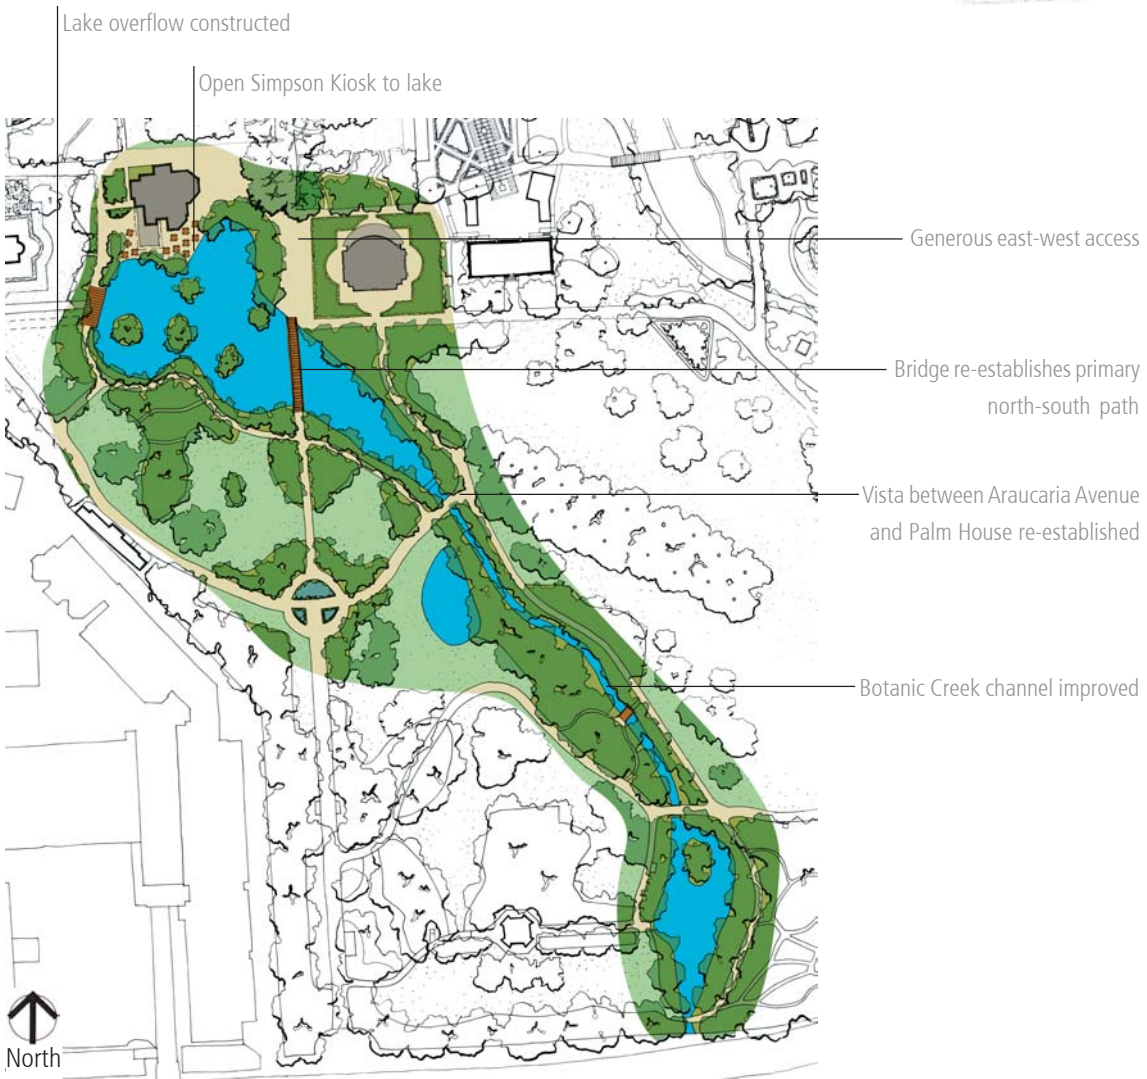 Lake overflow constructed
Open Simpson Kiosk to lake
Generous east-west access
Bridge re-establishes primary
north-south path
Vista between Araucaria Avenue
and Palm House re-established
Botanic Creek channel improved
North